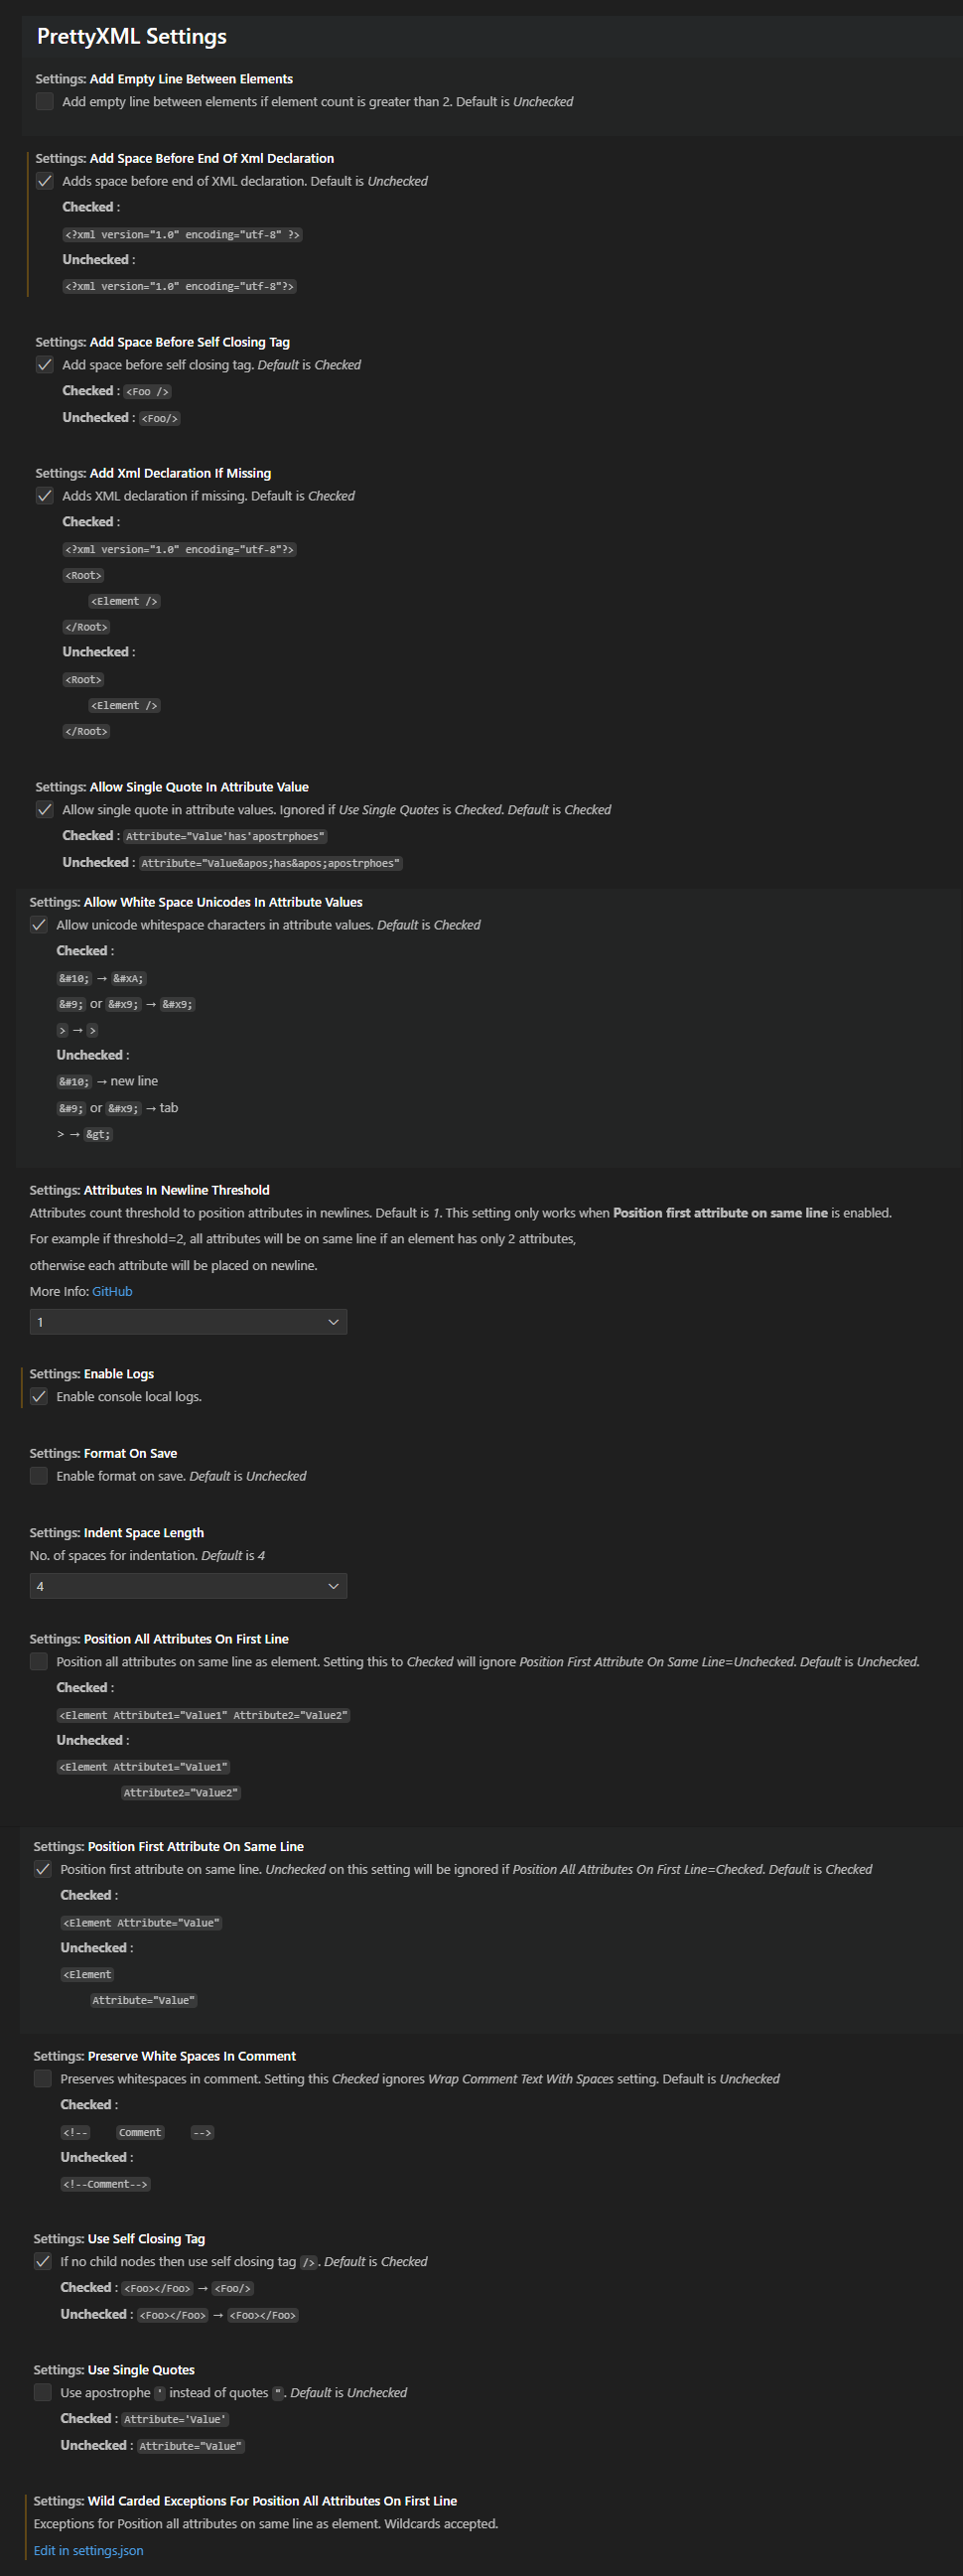 PrettyXML Settings
Settings: Add Empty Line Between Elements
Add empty line between elements if element count is greater than 2. Default is Unchecked
Settings: Add Space Before End Of Xml Declaration
Adds space before end of XML declaration. Default is Unchecked
Checked :
<?xml version="1.0" encoding="utf-8" ?>
Unchecked :
<?xml version="1.0" encoding="utf-8"?>
Settings: Add Space Before Self Closing Tag
Add space before self closing tag. Default is Checked
Checked : <Foo />
Unchecked : <Foo/>
Settings: Add Xml Declaration If Missing
Adds XML declaration if missing. Default is Checked
Checked :
<?xml version="1.0" encoding="utf-8"?>
<Root>
<Element />
</Root>
Unchecked :
<Root>
<Element />
</Root>
Settings: Allow Single Quote In Attribute Value
Allow single quote in attribute values. Ignored if Use Single Quotes is Checked. Default is Checked
Checked : Attribute="Value'has'apostrphoes"
Unchecked : Attribute="Value&apos;has&apos;apostrphoes"
Settings: Allow White Space Unicodes In Attribute Values
Allow unicode whitespace characters in attribute values. Default is Checked
Checked :
&#10; → &#xA;
&#9; or &#x9; → &#x9;
> → >
Unchecked :
&#10; → new line
&#9; or &#x9; → tab
> → &gt;
Settings: Attributes In Newline Threshold
Attributes count threshold to position attributes in newlines. Default is 1. This setting only works when Position first attribute on same line is enabled.
For example if threshold=2, all attributes will be on same line if an element has only 2 attributes,
otherwise each attribute will be placed on newline.
More Info: GitHub
1
Settings: Enable Logs
Enable console local logs.
Settings: Format On Save
Enable format on save. Default is Unchecked
Settings: Indent Space Length
No. of spaces for indentation. Default is 4
4
Settings: Position All Attributes On First Line
Position all attributes on same line as element. Setting this to Checked will ignore Position First Attribute On Same Line=Unchecked. Default is Unchecked.
Checked :
<Element Attribute1="Value1" Attribute2="Value2"
Unchecked :
<Element Attribute1="Value1"
Attribute2="Value2"
Settings: Position First Attribute On Same Line
Position first attribute on same line. Unchecked on this setting will be ignored if Position All Attributes On First Line=Checked. Default is Checked
Checked :
<Element Attribute="Value"
Unchecked :
<Element
Attribute="Value"
Settings: Preserve White Spaces In Comment
Preserves whitespaces in comment. Setting this Checked ignores Wrap Comment Text With Spaces setting. Default is Unchecked
Checked :
<!-- Comment -->
Unchecked :
<!--Comment-->
Settings: Use Self Closing Tag
If no child nodes then use self closing tag />. Default is Checked
Checked : <Foo></Foo> → <Foo/>
Unchecked : <Foo></Foo> → <Foo></Foo>
Settings: Use Single Quotes
Use apostrophe ' instead of quotes ". Default is Unchecked
Checked : Attribute='Value'
Unchecked : Attribute="Value"
Settings: Wild Carded Exceptions For Position All Attributes On First Line
Exceptions for Position all attributes on same line as element. Wildcards accepted.
Edit in settings.json